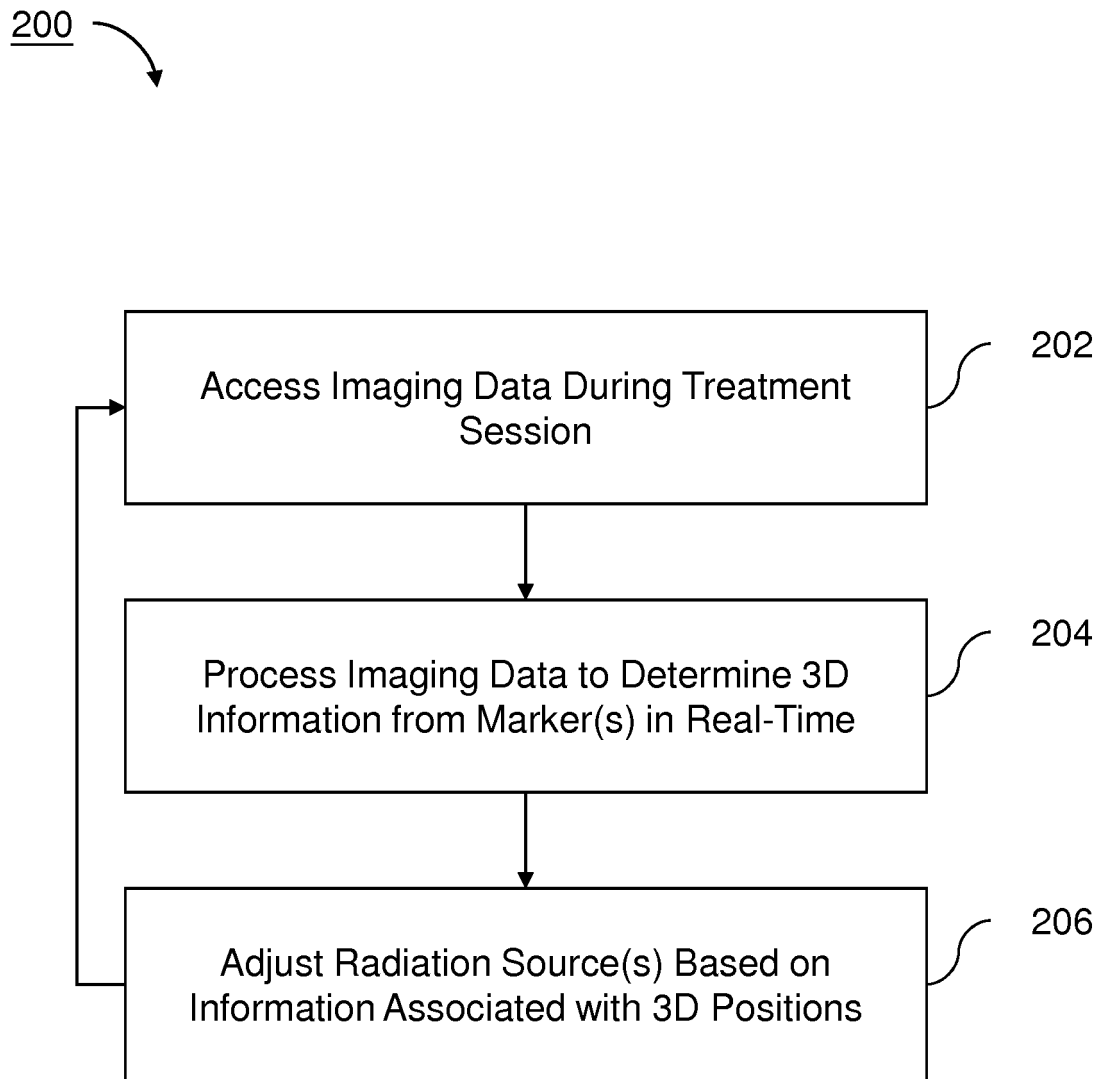 200
Access Imaging Data During Treatment
Session
202
Process Imaging Data to Determine 3D
Information from Marker(s) in Real-Time
204
Adjust Radiation Source(s) Based on
Information Associated with 3D Positions
206